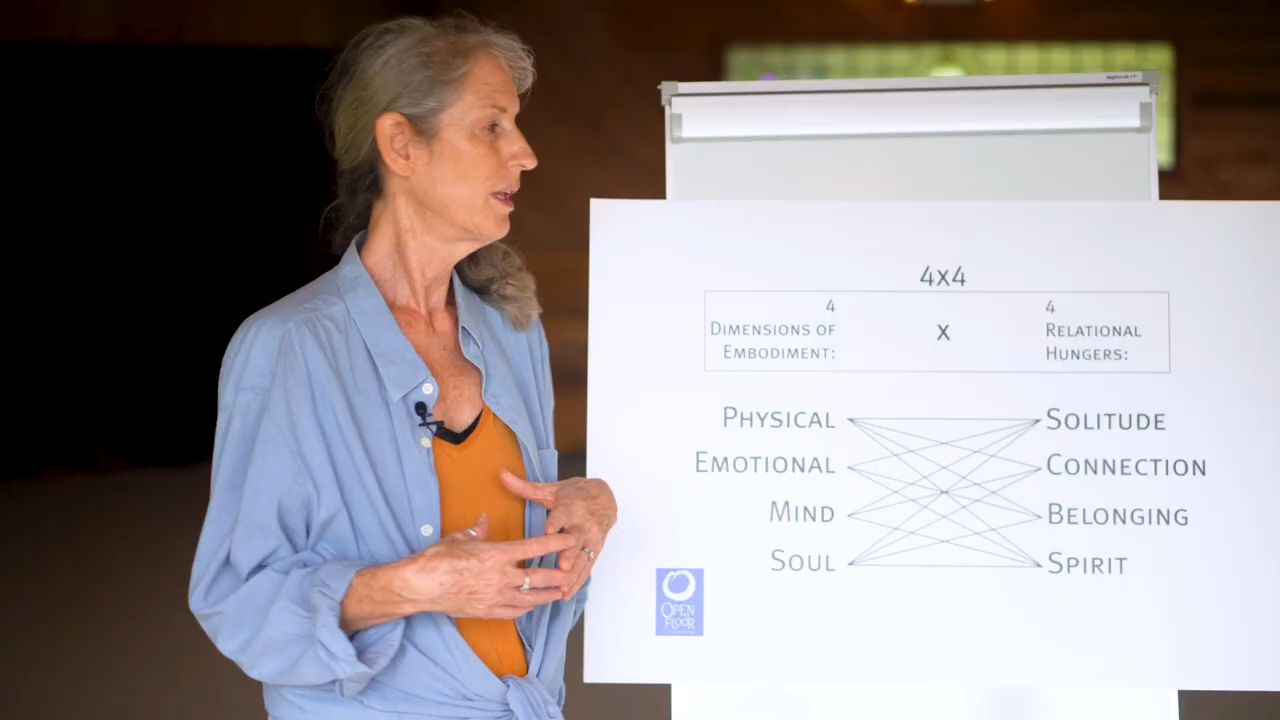 4x4
4
DIMENSIONS OF
EMBODIMENT:
X
4
RELATIONAL
HUNGERS:
PHYSICAL
SOLITUDE
EMOTIONAL
CONNECTION
MIND
BELONGING
SOUL
SPIRIT
OPEN
FLOOR